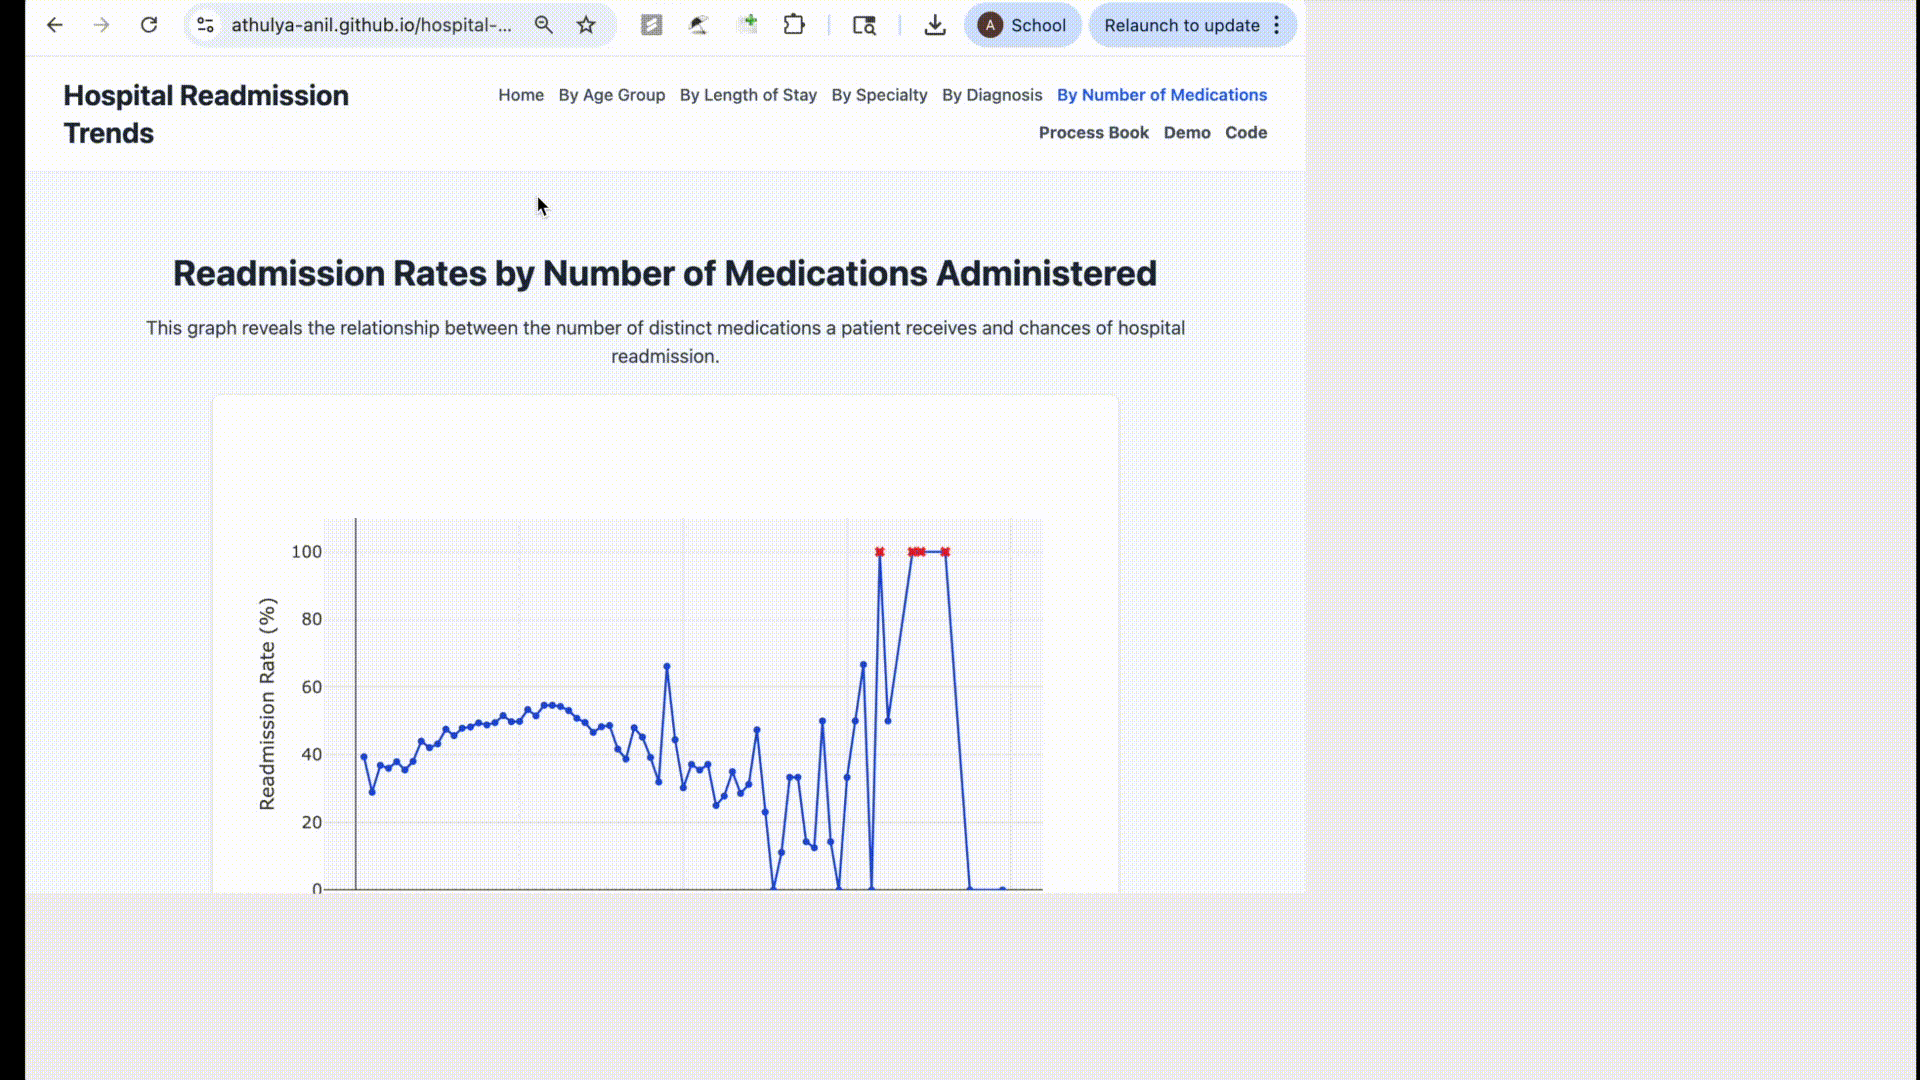 athulya-anil.github.io/hospital-...
A School Relaunch to update
Hospital Readmission
Trends
Home By Age Group By Length of Stay By Specialty By Diagnosis By Number of Medications
Process Book Demo Code
Readmission Rates by Number of Medications Administered
This graph reveals the relationship between the number of distinct medications a patient receives and chances of hospital
readmission.
Readmission Rate (%)
100
80
60
40
20
0